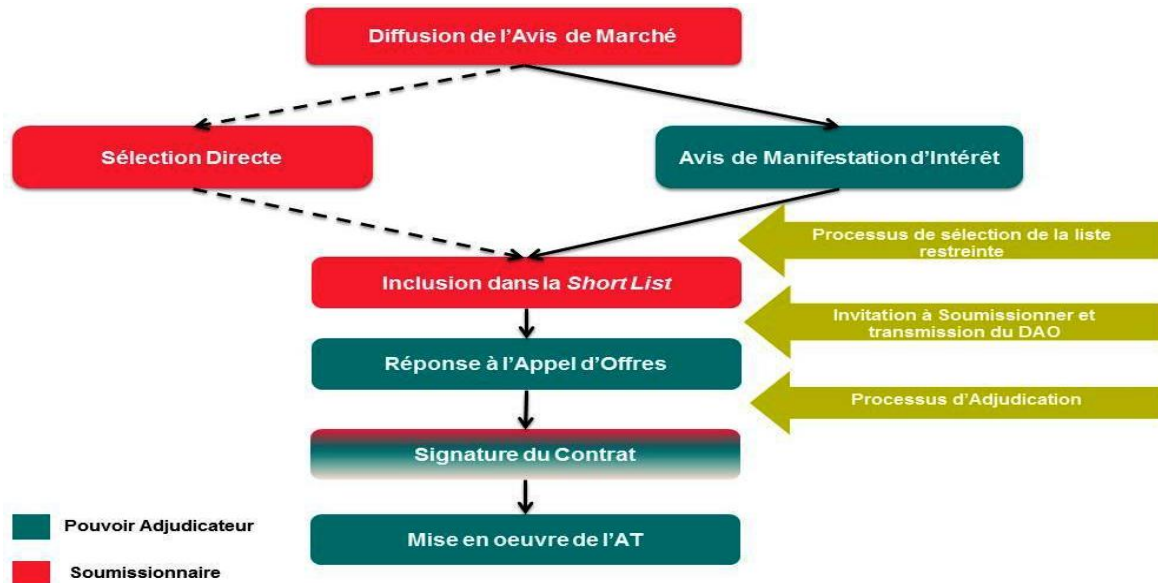 Diffusion de l'Avis de Marché
Sélection Directe
Avis de Manifestation d'Intérêt
Processus de sélection de la liste
restreinte
Inclusion dans la Short List
Invitation à Soumissionner et
transmission du DAO
Réponse à l'Appel d'Offres
Processus d'Adjudication
Signature du Contrat
Mise en oeuvre de l'AT
Pouvoir Adjudicateur
Soumissionnaire